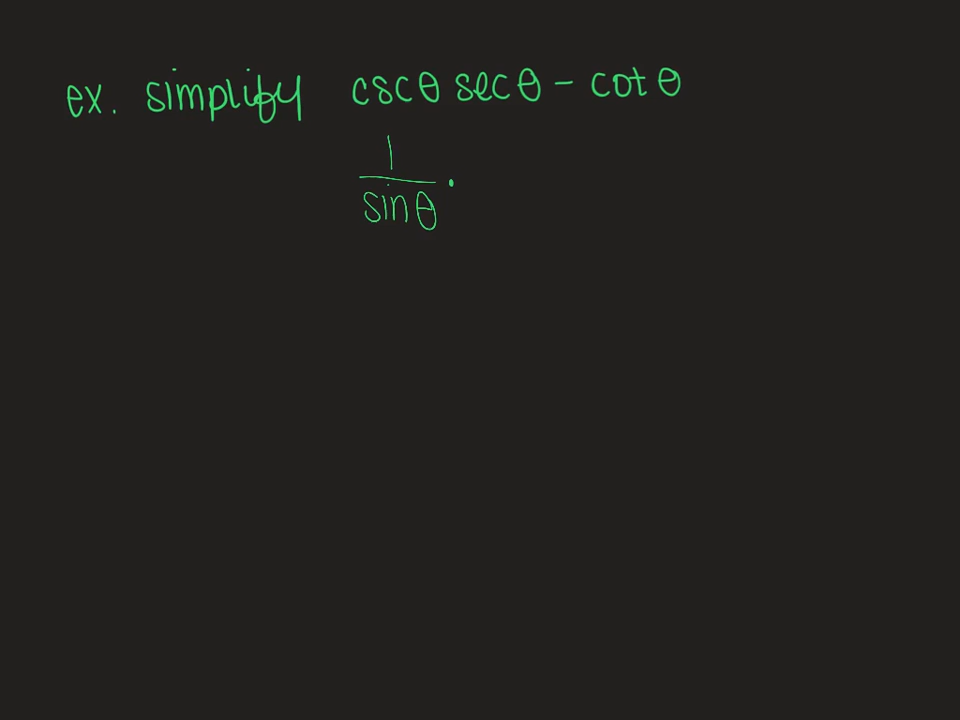 ex. simplify cscθ secθ - cotθ
1
sinθ ·